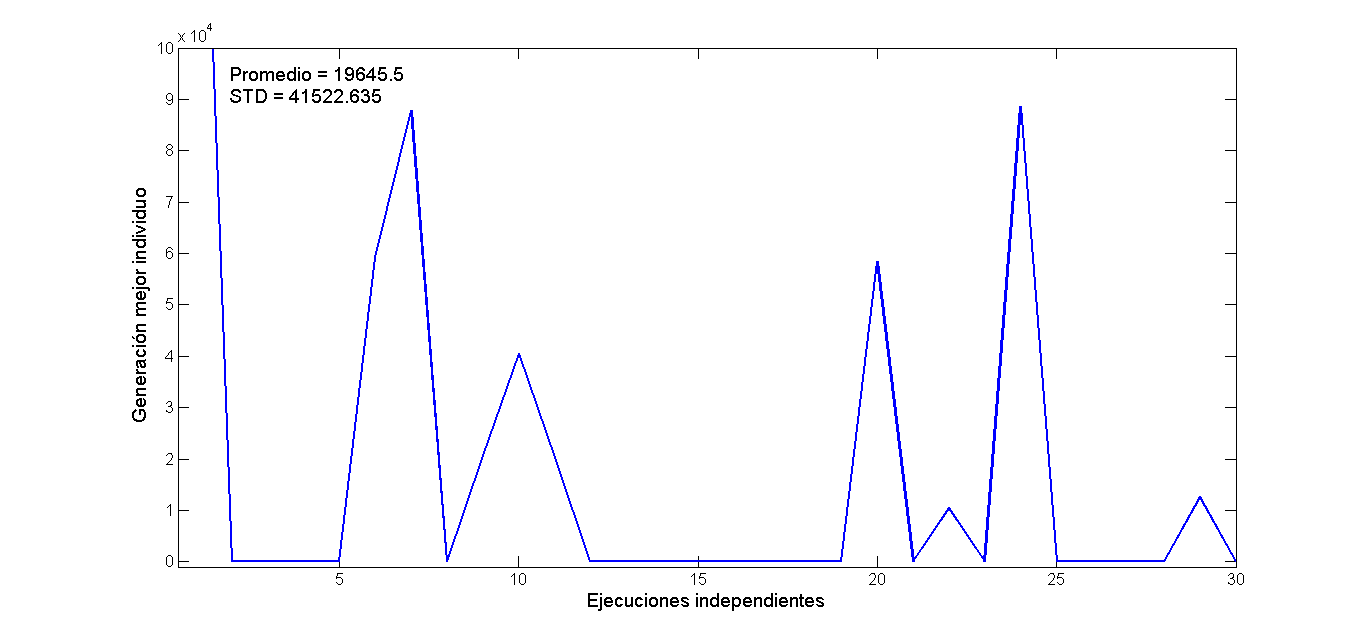 x 10^4
Promedio = 19645.5
STD = 41522.635
10
9
8
7
6
5
4
3
2
1
0
Generación mejor individuo
5 10 15 20 25 30
Ejecuciones independientes